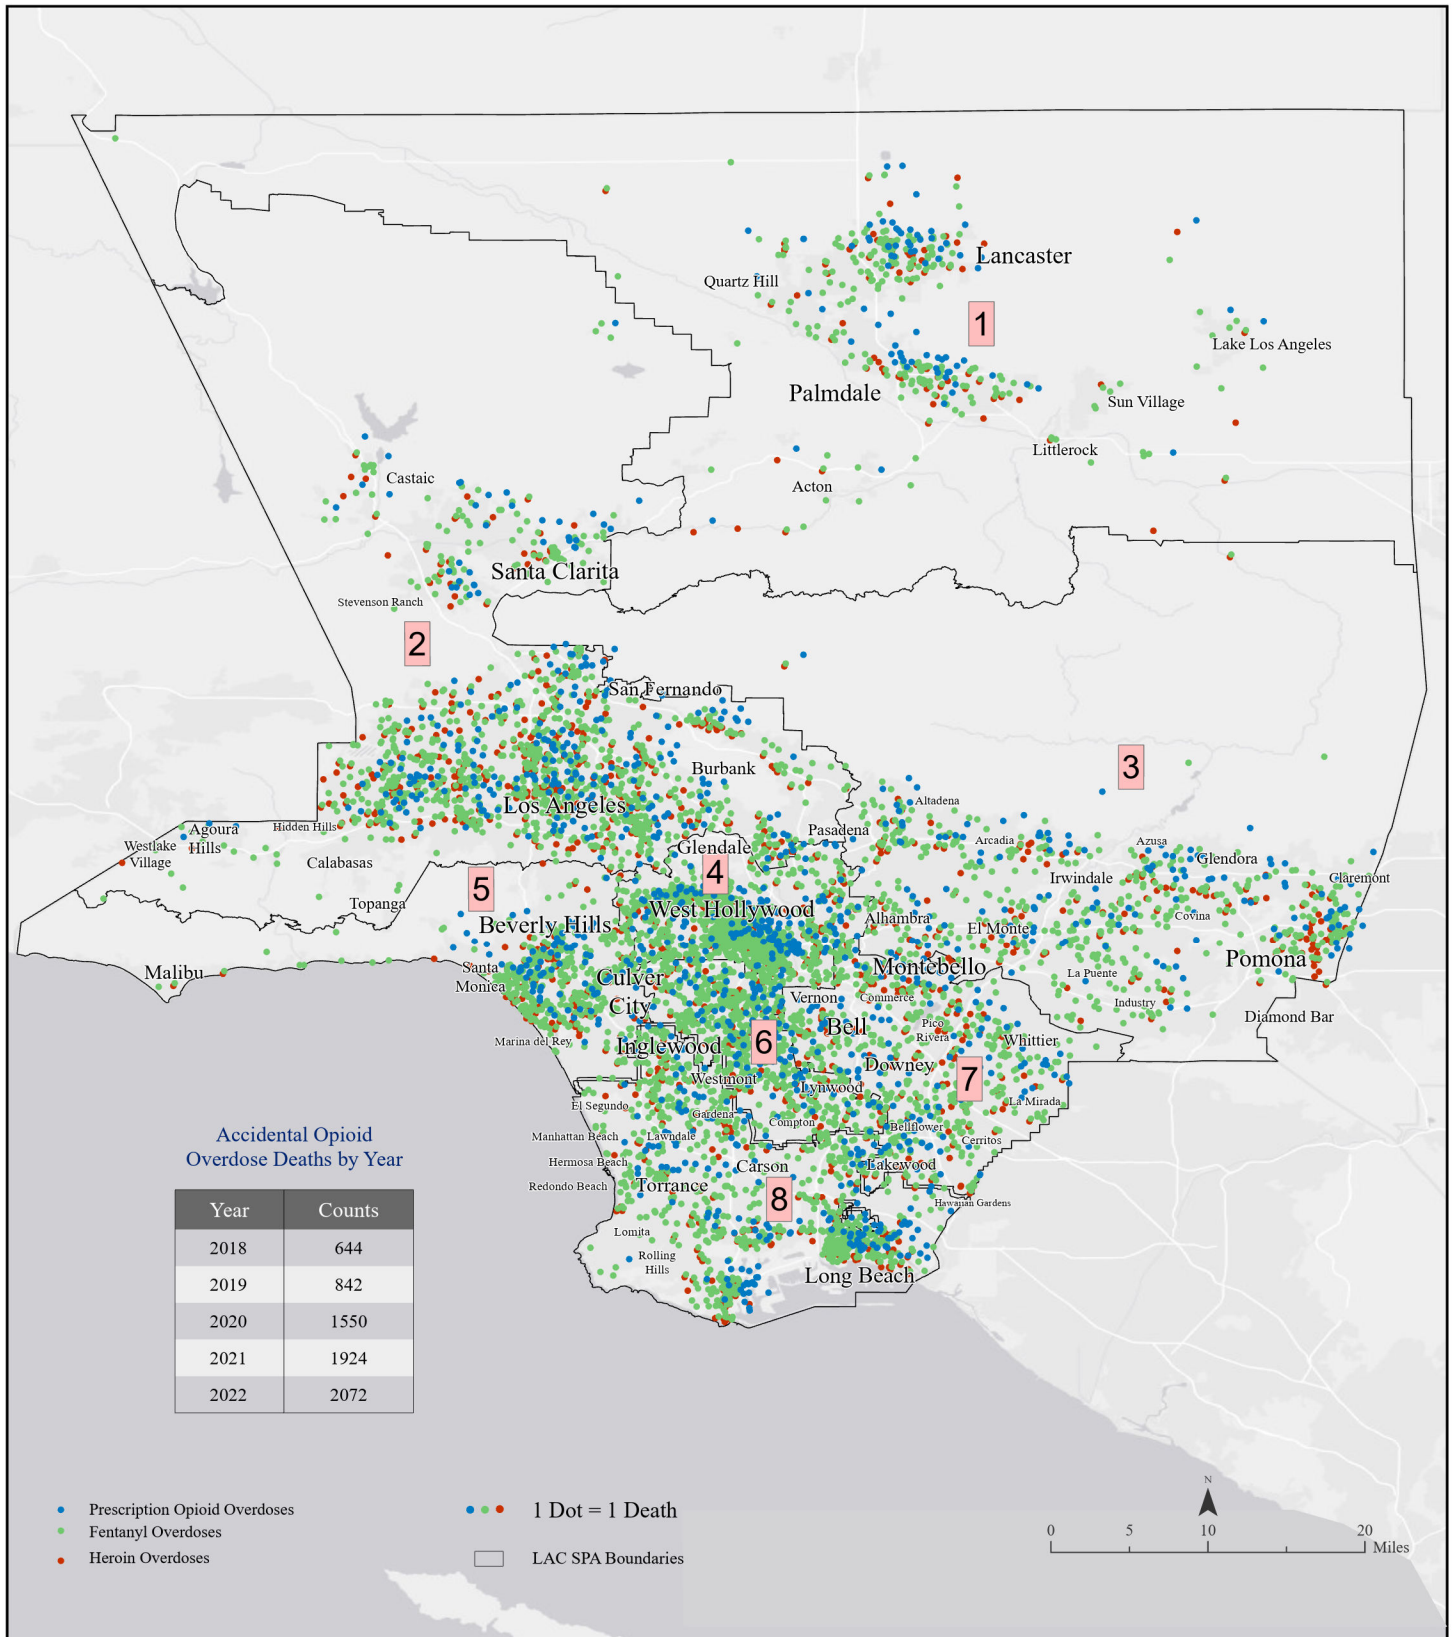 Lancaster
Quartz Hill
1
Lake Los Angeles
Palmdale
Sun Village
Littlerock
Castaic
Acton
Santa Clarita
Stevenson Ranch
2
San Fernando
3
Burbank
Los Angeles
Altadena
Hidden Hills
Agoura
Hills
Pasadena
Arcadia
Azusa
Westlake
Village
Glendale
Glendora
Calabasas
4
Irwindale
Claremont
5
Topanga
West Hollywood
Covina
Beverly Hills
Alhambra
El Monte
Pomona
Santa
Monica
Montebello
Malibu
Culver
City
La Puente
Vernon
Commerce
Industry
Diamond Bar
Bell
Pico
Rivera
Marina del Rey
Inglewood
6
Whittier
Downey
7
Westmont
Lynwood
El Segundo
La Mirada
Gardena
Compton
Bellflower
Manhattan Beach
Lawndale
Cerritos
Hermosa Beach
Carson
Lakewood
Redondo Beach
Torrance
8
Hawaiian Gardens
Lomita
Rolling
Hills
Long Beach
Accidental Opioid
Overdose Deaths by Year
Year Counts
2018 644
2019 842
2020 1550
2021 1924
2022 2072
Prescription Opioid Overdoses
Fentanyl Overdoses
Heroin Overdoses
1 Dot = 1 Death
LAC SPA Boundaries
N
0 5 10 20
Miles